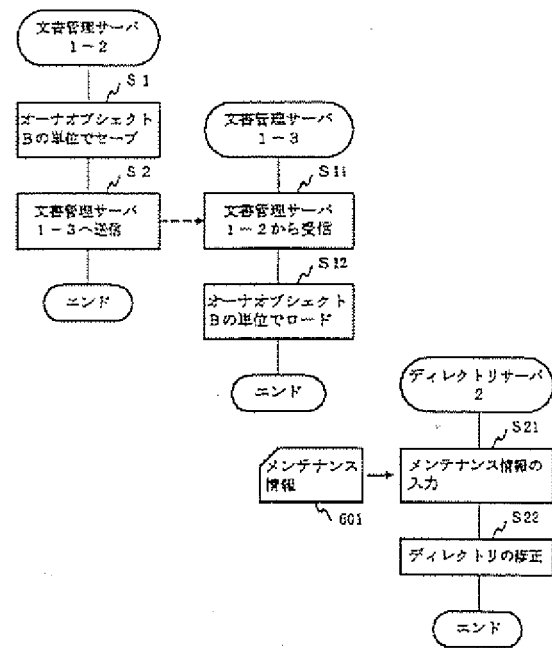 文書管理サーバ
1－2
S1
オーナオブジェクト
Bの単位でセーブ
S2
文書管理サーバ
1－3へ送信
エンド
文書管理サーバ
1－3
S11
文書管理サーバ
1－2から受信
S12
オーナオブジェクト
Bの単位でロード
エンド
ディレクトリサーバ
2
S21
メンテナンス情報の
入力
メンテナンス
情報
601
S22
ディレクトリの修正
エンド